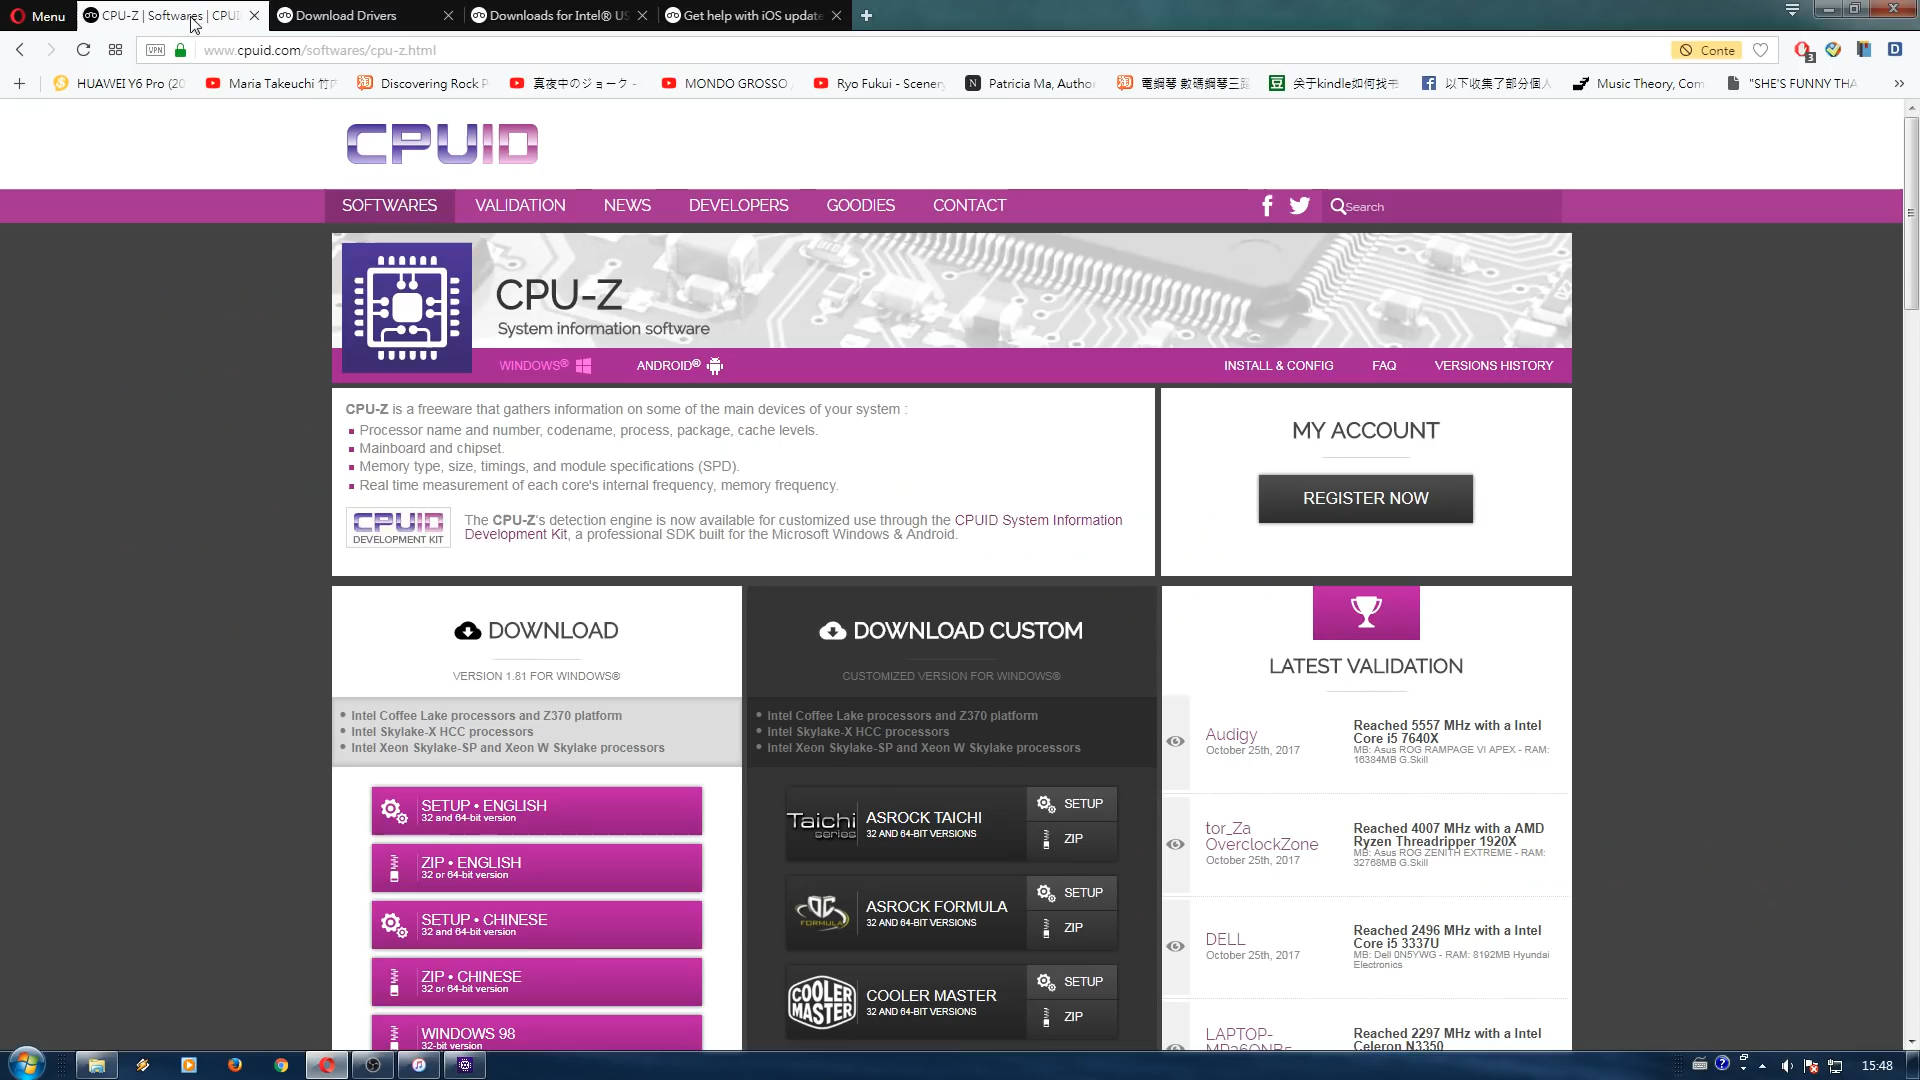 Menu
CPU-Z | Softwares | CPUI
Download Drivers
Downloads for Intel® US
Get help with iOS update
VPN
www.cpuid.com/softwares/cpu-z.html
Conte
3
D
HUAWEI Y6 Pro (20
Maria Takeuchi 竹内
Discovering Rock P
真夜中のジョーク -
MONDO GROSSO
Ryo Fukui - Scenery
N
Patricia Ma, Author
電鋼琴 數碼鋼琴三踏
关于kindle如何找书
以下收集了部分個人
Music Theory, Com
"SHE'S FUNNY THA
CPUID
SOFTWARES
VALIDATION
NEWS
DEVELOPERS
GOODIES
CONTACT
Search
CPU-Z
System information software
WINDOWS®
ANDROID®
INSTALL & CONFIG
FAQ
VERSIONS HISTORY
CPU-Z is a freeware that gathers information on some of the main devices of your system :
Processor name and number, codename, process, package, cache levels.
Mainboard and chipset.
Memory type, size, timings, and module specifications (SPD).
Real time measurement of each core's internal frequency, memory frequency.
CPUID
DEVELOPMENT KIT
The CPU-Z's detection engine is now available for customized use through the CPUID System Information
Development Kit, a professional SDK built for the Microsoft Windows & Android.
MY ACCOUNT
REGISTER NOW
DOWNLOAD
VERSION 1.81 FOR WINDOWS®
• Intel Coffee Lake processors and Z370 platform
• Intel Skylake-X HCC processors
• Intel Xeon Skylake-SP and Xeon W Skylake processors
SETUP • ENGLISH
32 and 64-bit version
ZIP • ENGLISH
32 or 64-bit version
SETUP • CHINESE
32 and 64-bit version
ZIP • CHINESE
32 or 64-bit version
WINDOWS 98
32-bit version
DOWNLOAD CUSTOM
CUSTOMIZED VERSION FOR WINDOWS®
• Intel Coffee Lake processors and Z370 platform
• Intel Skylake-X HCC processors
• Intel Xeon Skylake-SP and Xeon W Skylake processors
Taichi
series
ASROCK TAICHI
32 AND 64-BIT VERSIONS
SETUP
ZIP
FORMULA
ASROCK FORMULA
32 AND 64-BIT VERSIONS
SETUP
ZIP
COOLER
MASTER
COOLER MASTER
32 AND 64-BIT VERSIONS
SETUP
ZIP
LATEST VALIDATION
Audigy
October 25th, 2017
Reached 5557 MHz with a Intel
Core i5 7640X
MB: Asus ROG RAMPAGE VI APEX - RAM:
16384MB G.Skill
tor_Za
OverclockZone
October 25th, 2017
Reached 4007 MHz with a AMD
Ryzen Threadripper 1920X
MB: Asus ROG ZENITH EXTREME - RAM:
32768MB G.Skill
DELL
October 25th, 2017
Reached 2496 MHz with a Intel
Core i5 3337U
MB: Dell 0N5YWG - RAM: 8192MB Hyundai
Electronics
LAPTOP-
Reached 2297 MHz with a Intel
Celeron N3350
15:48